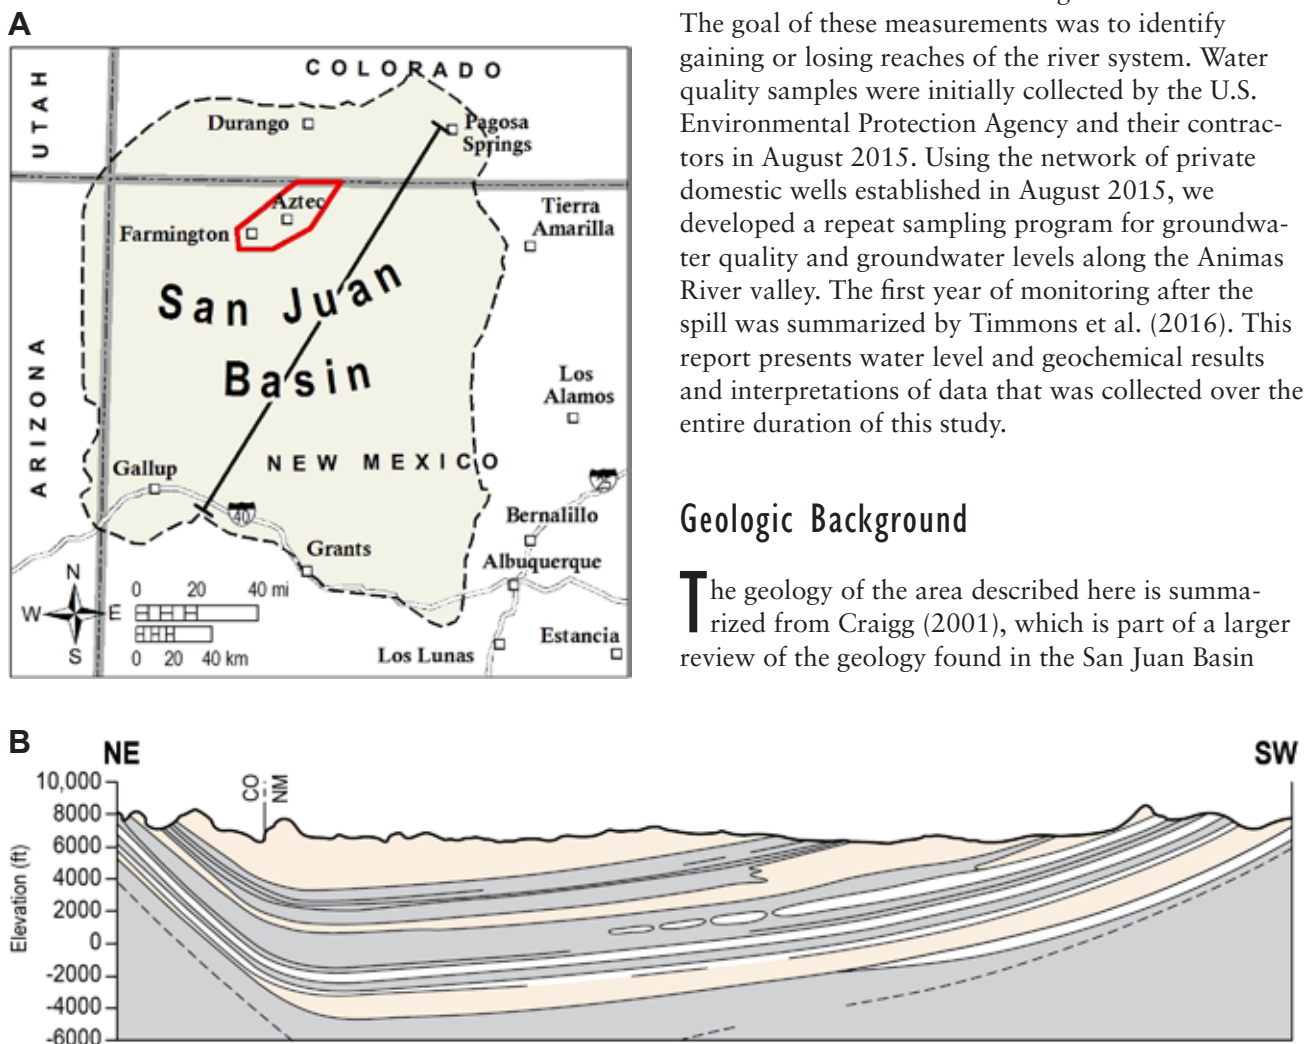 A
COLORADO
UTAH
Durango
Pagosa
Springs
Aztec
Farmington
Tierra
Amarilla
San Juan
Basin
ARIZONA
Los
Alamos
Gallup
NEW MEXICO
25
40
Bernalillo
Grants
Albuquerque
N
W E
S
0 20 40 mi
0 20 40 km
Los Lunas
Estancia
The goal of these measurements was to identify
gaining or losing reaches of the river system. Water
quality samples were initially collected by the U.S.
Environmental Protection Agency and their contrac-
tors in August 2015. Using the network of private
domestic wells established in August 2015, we
developed a repeat sampling program for groundwa-
ter quality and groundwater levels along the Animas
River valley. The first year of monitoring after the
spill was summarized by Timmons et al. (2016). This
report presents water level and geochemical results
and interpretations of data that was collected over the
entire duration of this study.
Geologic Background
The geology of the area described here is summa-
rized from Craigg (2001), which is part of a larger
review of the geology found in the San Juan Basin
B
NE
SW
CO
NM
Elevation (ft)
10,000
8000
6000
4000
2000
0
-2000
-4000
-6000